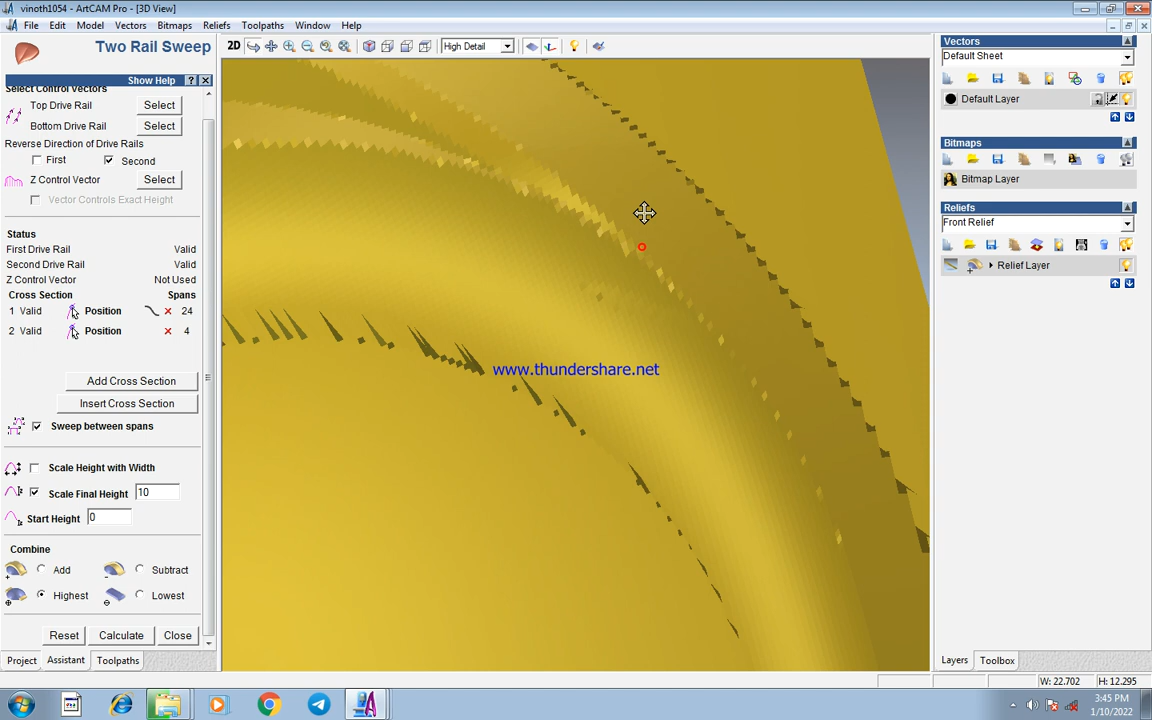 vinoth1054 - ArtCAM Pro - [3D View]
File Edit Model Vectors Bitmaps Reliefs Toolpaths Window Help
Two Rail Sweep
2D
High Detail
Show Help ?
Select Control Vectors
Top Drive Rail Select
Bottom Drive Rail Select
Reverse Direction of Drive Rails
First Second
Z Control Vector Select
Vector Controls Exact Height
Status
First Drive Rail Valid
Second Drive Rail Valid
Z Control Vector Not Used
Cross Section Spans
1 Valid Position 24
2 Valid Position 4
Add Cross Section
Insert Cross Section
Sweep between spans
Scale Height with Width
Scale Final Height 10
Start Height 0
Combine
Add Subtract
Highest Lowest
Reset Calculate Close
Project Assistant Toolpaths
www.thundershare.net
Vectors
Default Sheet
Default Layer
Bitmaps
Bitmap Layer
Reliefs
Front Relief
Relief Layer
Layers Toolbox
W: 22.702 H: 12.295
3:45 PM
1/10/2022